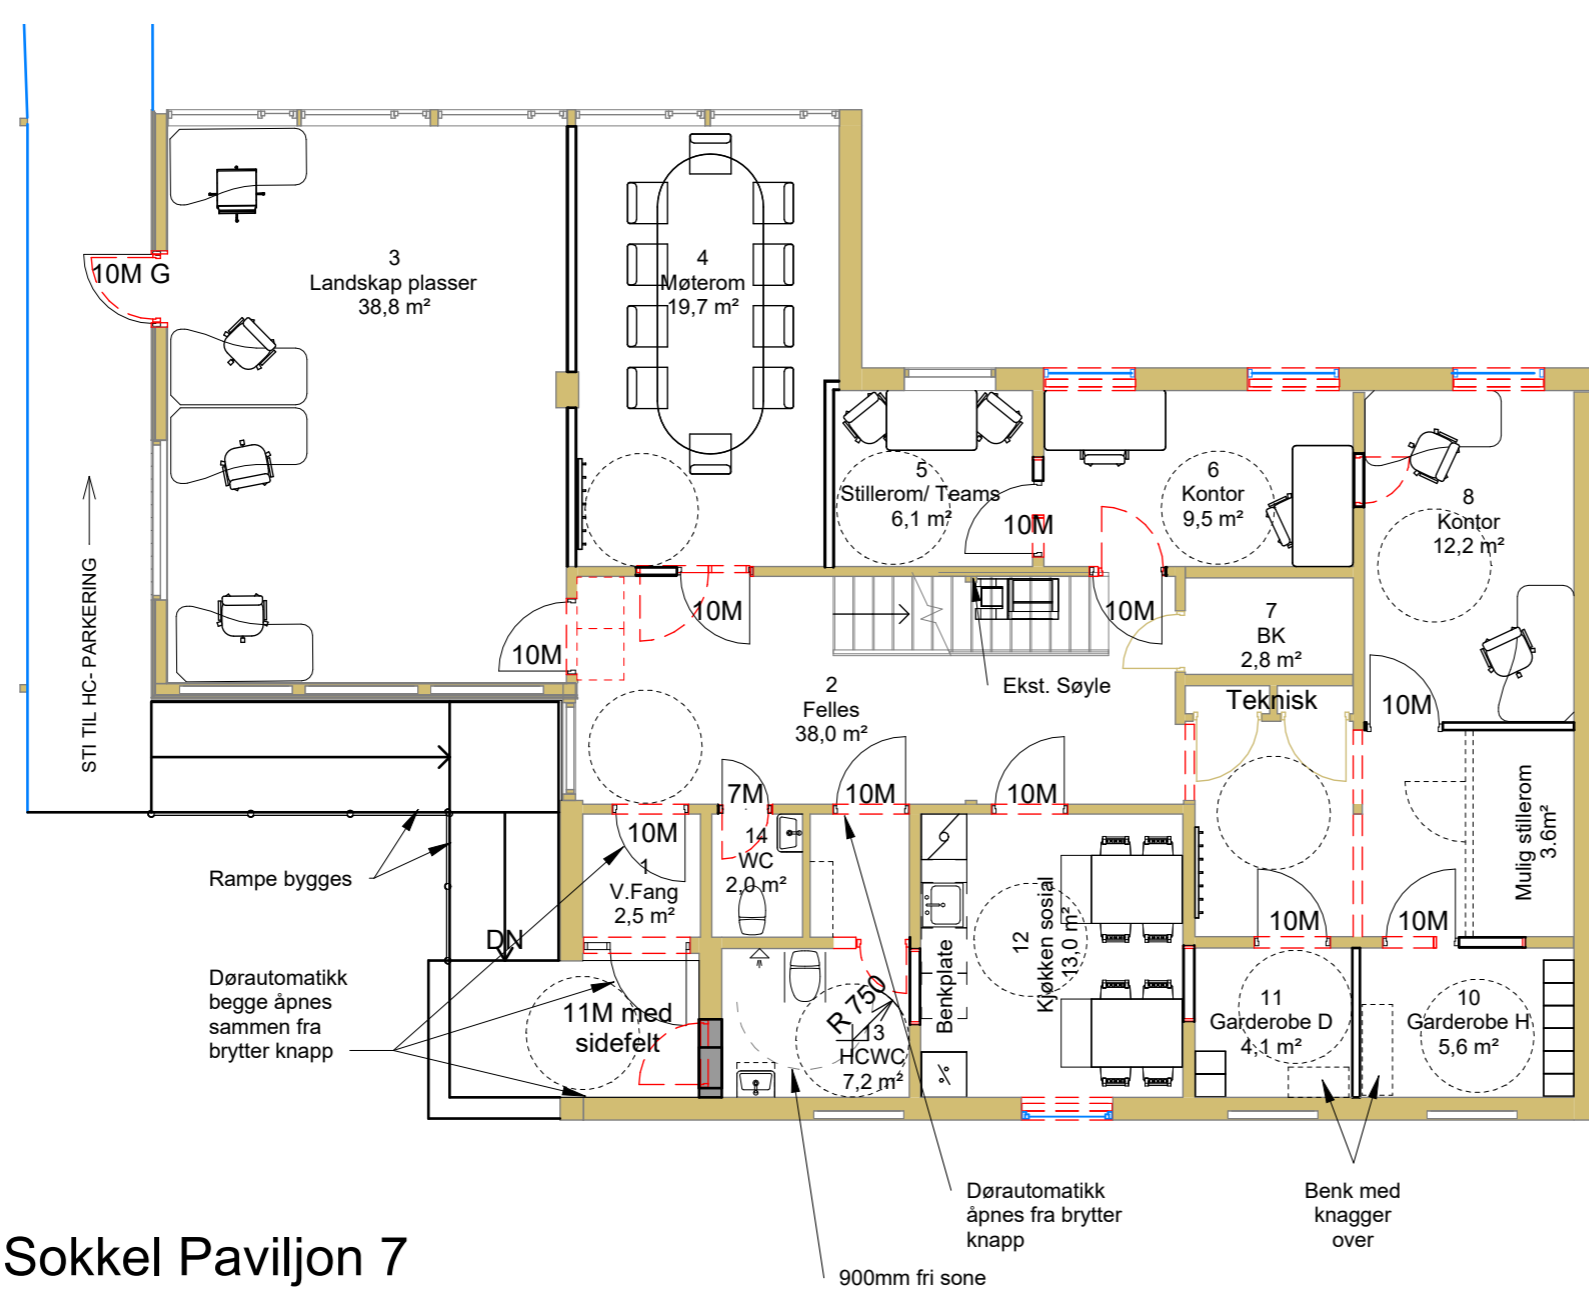 10M G
3
Landskap plasser
38,8 m²
4
Møterom
19,7 m²
5
Stillerom/ Teams
6,1 m²
10M
6
Kontor
9,5 m²
8
Kontor
12,2 m²
STI TIL HC- PARKERING
10M
10M
10M
7
BK
2,8 m²
Ekst. Søyle
2
Felles
38,0 m²
Teknisk
10M
7M
10M
10M
10M
1
V.Fang
2,5 m²
14
WC
2,0 m²
Rampe bygges
DN
Mulig stillerom
3.6m²
12
Kjøkken sosial
13,0 m²
Benkplate
10M
10M
Dørautomatikk
begge åpnes
sammen fra
brytter knapp
11M med
sidefelt
R 750
13
HCWC
7,2 m²
11
Garderobe D
4,1 m²
10
Garderobe H
5,6 m²
%
Dørautomatikk
åpnes fra brytter
knapp
Benk med
knagger
over
900mm fri sone
Sokkel Paviljon 7